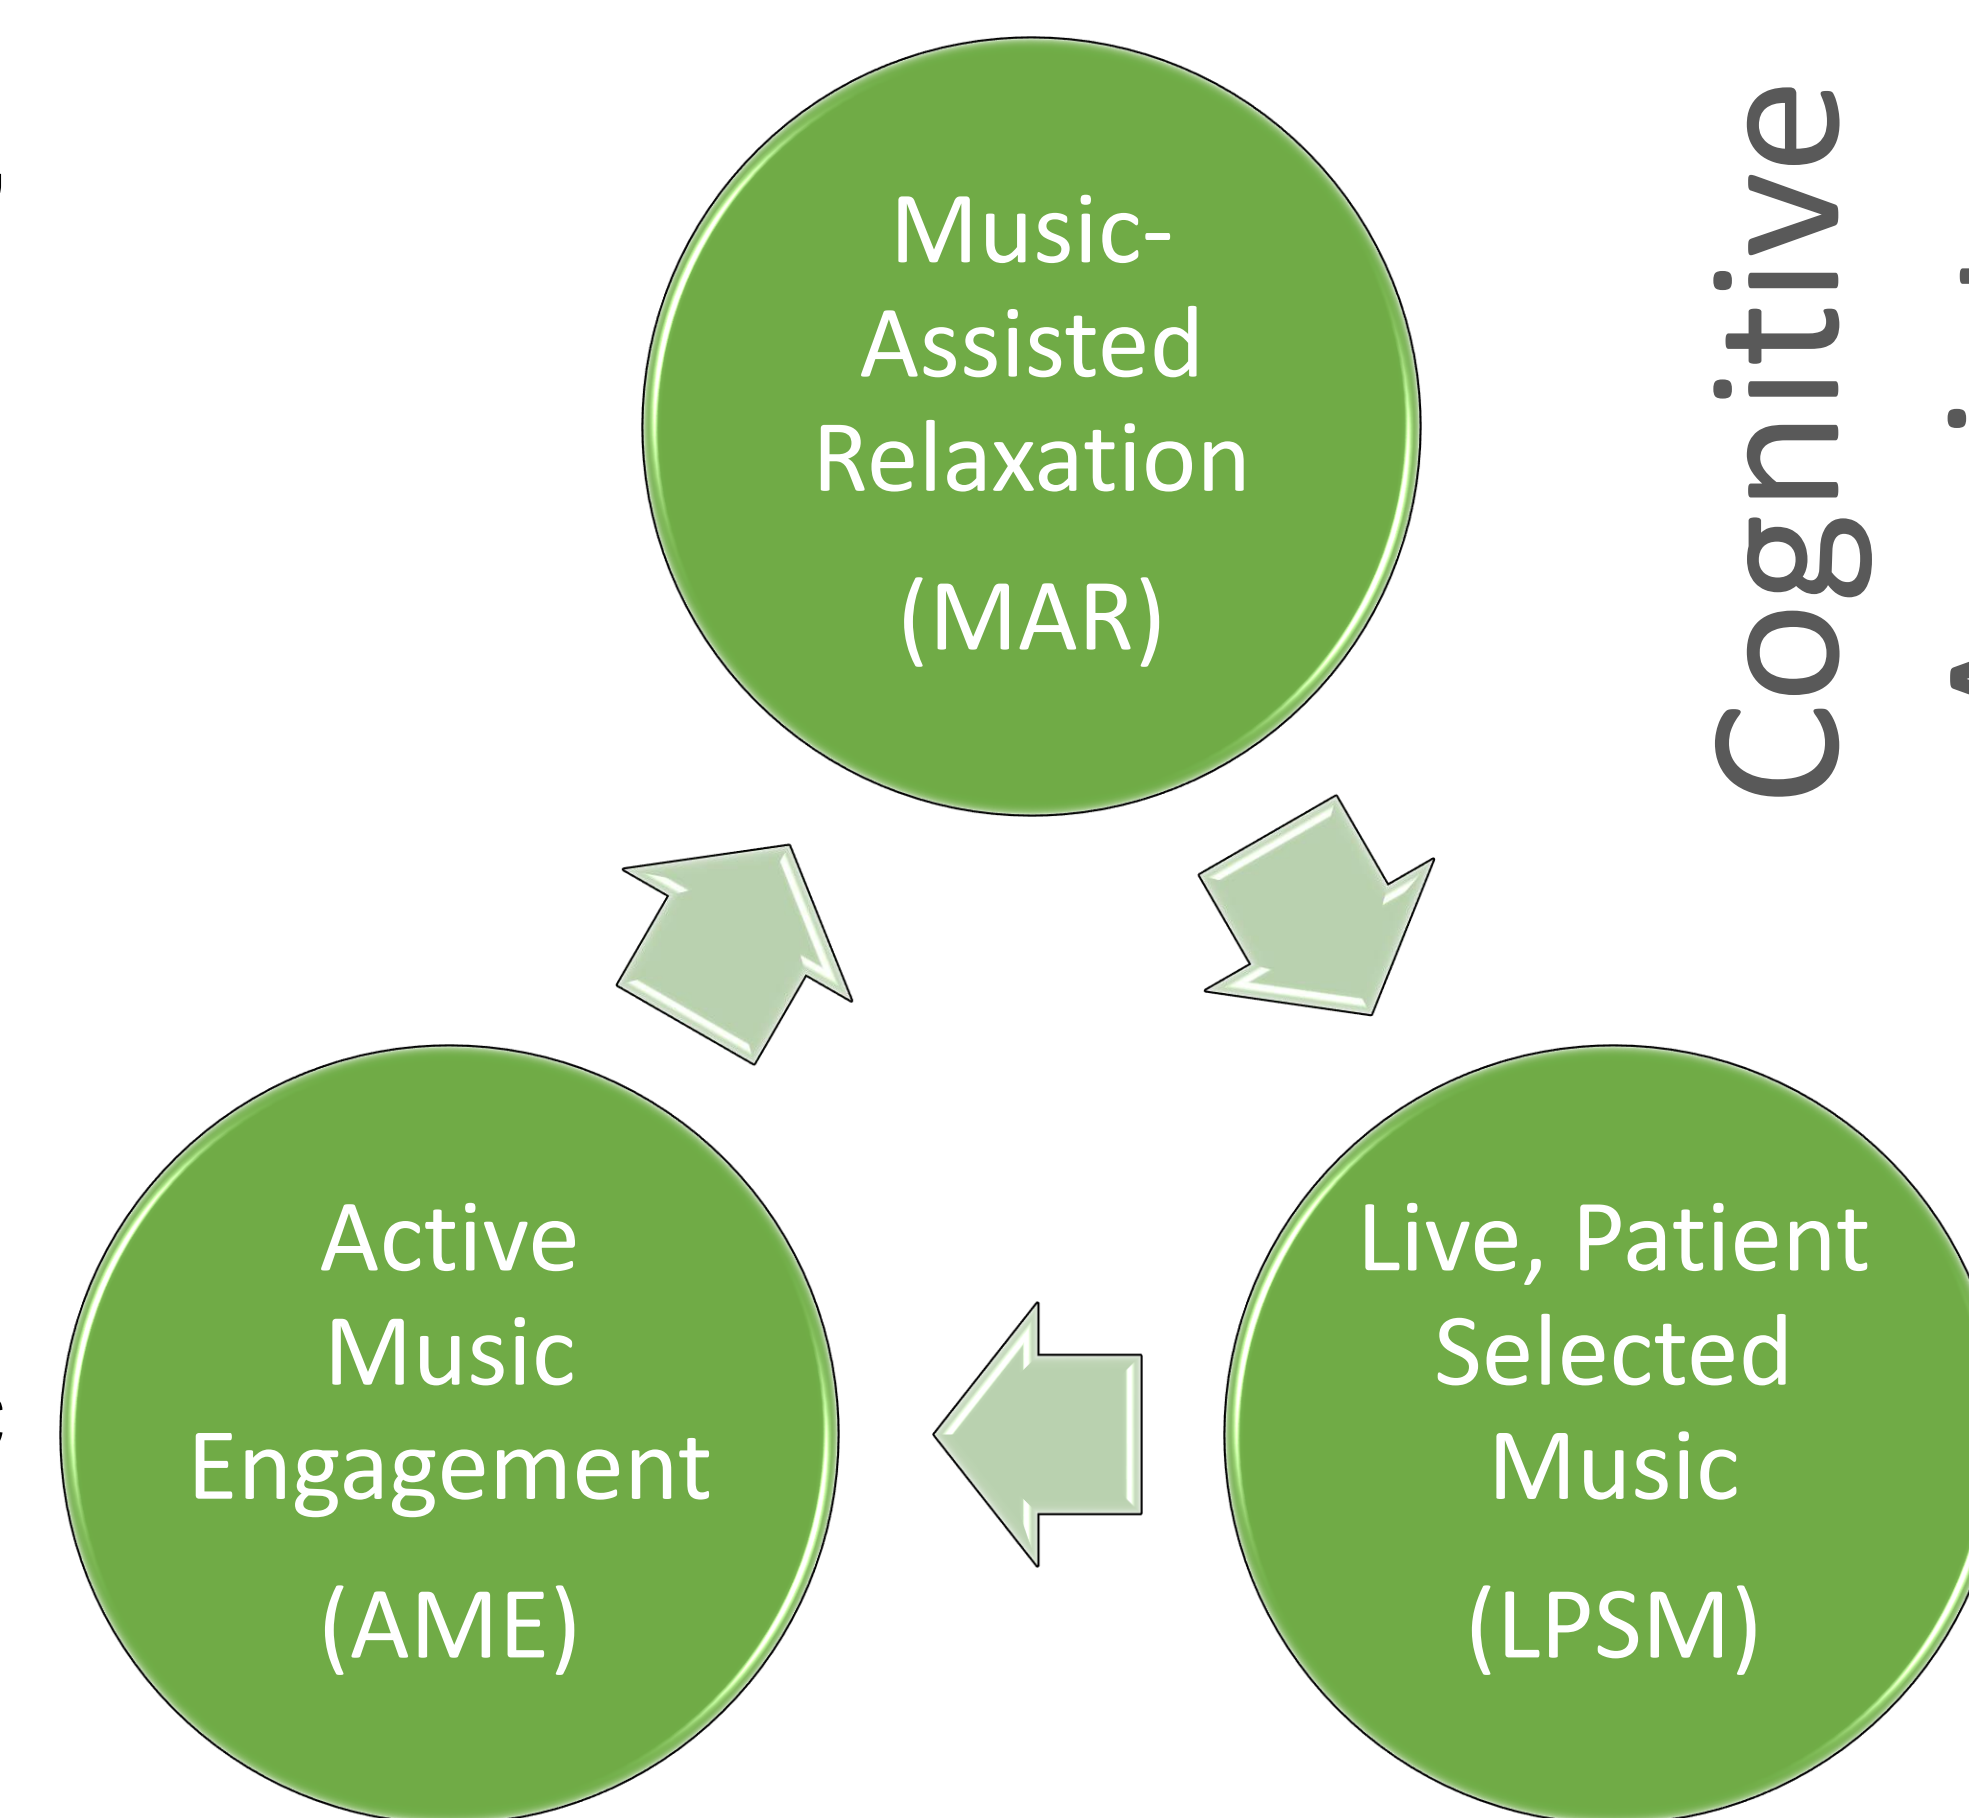 Music-
Assisted
Relaxation
(MAR)
Cognitive
Live, Patient
Selected
Music
(LPSM)
Active
Music
Engagement
(AME)